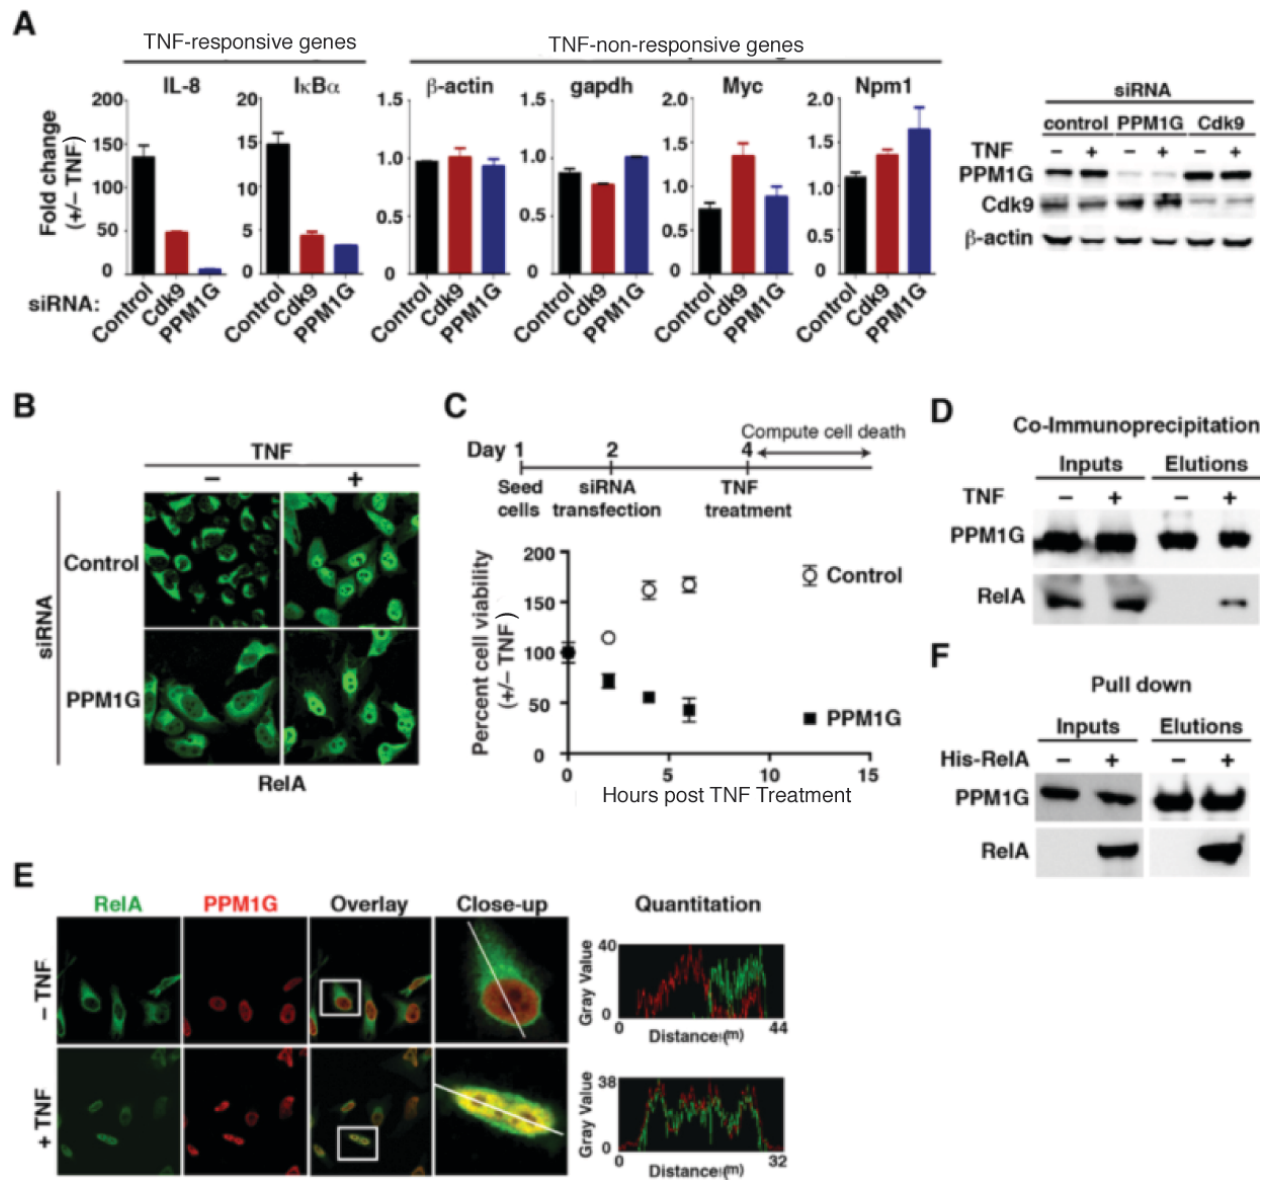 A
TNF-responsive genes
TNF-non-responsive genes
IL-8
IκBα
β-actin
gapdh
Myc
Npm1
Fold change
(+/− TNF)
200
150
100
50
0
20
15
10
5
0
1.5
1.0
0.5
0
1.5
1.0
0.5
0
2.0
1.5
1.0
0.5
0
2.0
1.5
1.0
0.5
0
siRNA:
Control Cdk9 PPM1G
Control Cdk9 PPM1G
Control Cdk9 PPM1G
Control Cdk9 PPM1G
Control Cdk9 PPM1G
Control Cdk9 PPM1G
siRNA
control PPM1G Cdk9
TNF − + − + − +
PPM1G
Cdk9
β-actin
B
TNF
− +
siRNA
Control
PPM1G
RelA
C
Compute cell death
Day 1 2 4
Seed cells
siRNA transfection
TNF treatment
Percent cell viability
(+/− TNF )
200
150
100
50
0
Control
PPM1G
0 5 10 15
Hours post TNF Treatment
D
Co-Immunoprecipitation
Inputs Elutions
TNF − + − +
PPM1G
RelA
F
Pull down
Inputs Elutions
His-RelA − + − +
PPM1G
RelA
E
RelA PPM1G Overlay Close-up Quantitation
− TNF
Gray Value
40
0
0 44
+ TNF
Gray Value
38
0
0 32